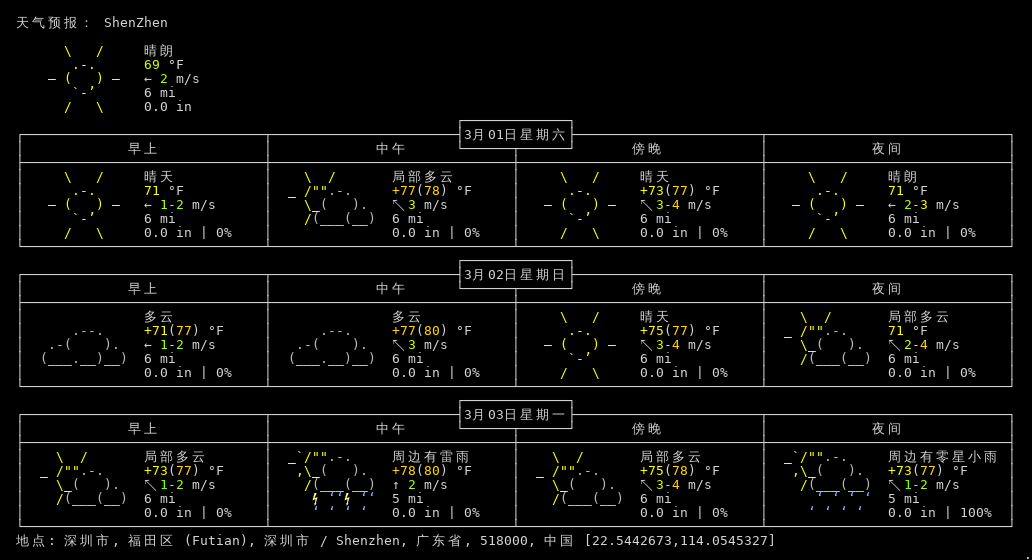 天气预报： ShenZhen
晴朗
69 °F
← 2 m/s
6 mi
0.0 in
3月01日星期六
早上 中午 傍晚 夜间
晴天 局部多云 晴天 晴朗
71 °F +77(78) °F +73(77) °F 71 °F
← 1-2 m/s ↖ 3 m/s ↖ 3-4 m/s ← 2-3 m/s
6 mi 6 mi 6 mi 6 mi
0.0 in | 0% 0.0 in | 0% 0.0 in | 0% 0.0 in | 0%
3月02日星期日
早上 中午 傍晚 夜间
多云 多云 晴天 局部多云
+71(77) °F +77(80) °F +75(77) °F 71 °F
← 1-2 m/s ↖ 3 m/s ↖ 3-4 m/s ↖ 2-4 m/s
6 mi 6 mi 6 mi 6 mi
0.0 in | 0% 0.0 in | 0% 0.0 in | 0% 0.0 in | 0%
3月03日星期一
早上 中午 傍晚 夜间
局部多云 周边有雷雨 局部多云 周边有零星小雨
+73(77) °F +78(80) °F +75(78) °F +73(77) °F
↖ 1-2 m/s ↑ 2 m/s ↖ 3-4 m/s ↖ 1-2 m/s
6 mi 5 mi 6 mi 5 mi
0.0 in | 0% 0.0 in | 0% 0.0 in | 0% 0.0 in | 100%
地点: 深圳市, 福田区 (Futian), 深圳市 / Shenzhen, 广东省, 518000, 中国 [22.5442673,114.0545327]